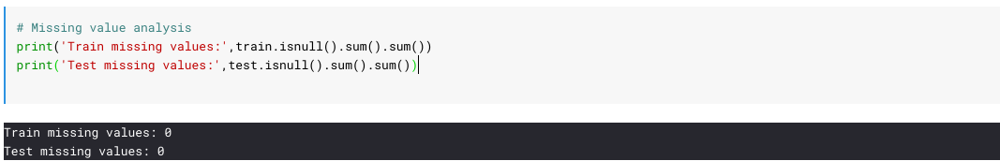 # Missing value analysis
print('Train missing values:',train.isnull().sum().sum())
print('Test missing values:',test.isnull().sum().sum())
Train missing values: 0
Test missing values: 0